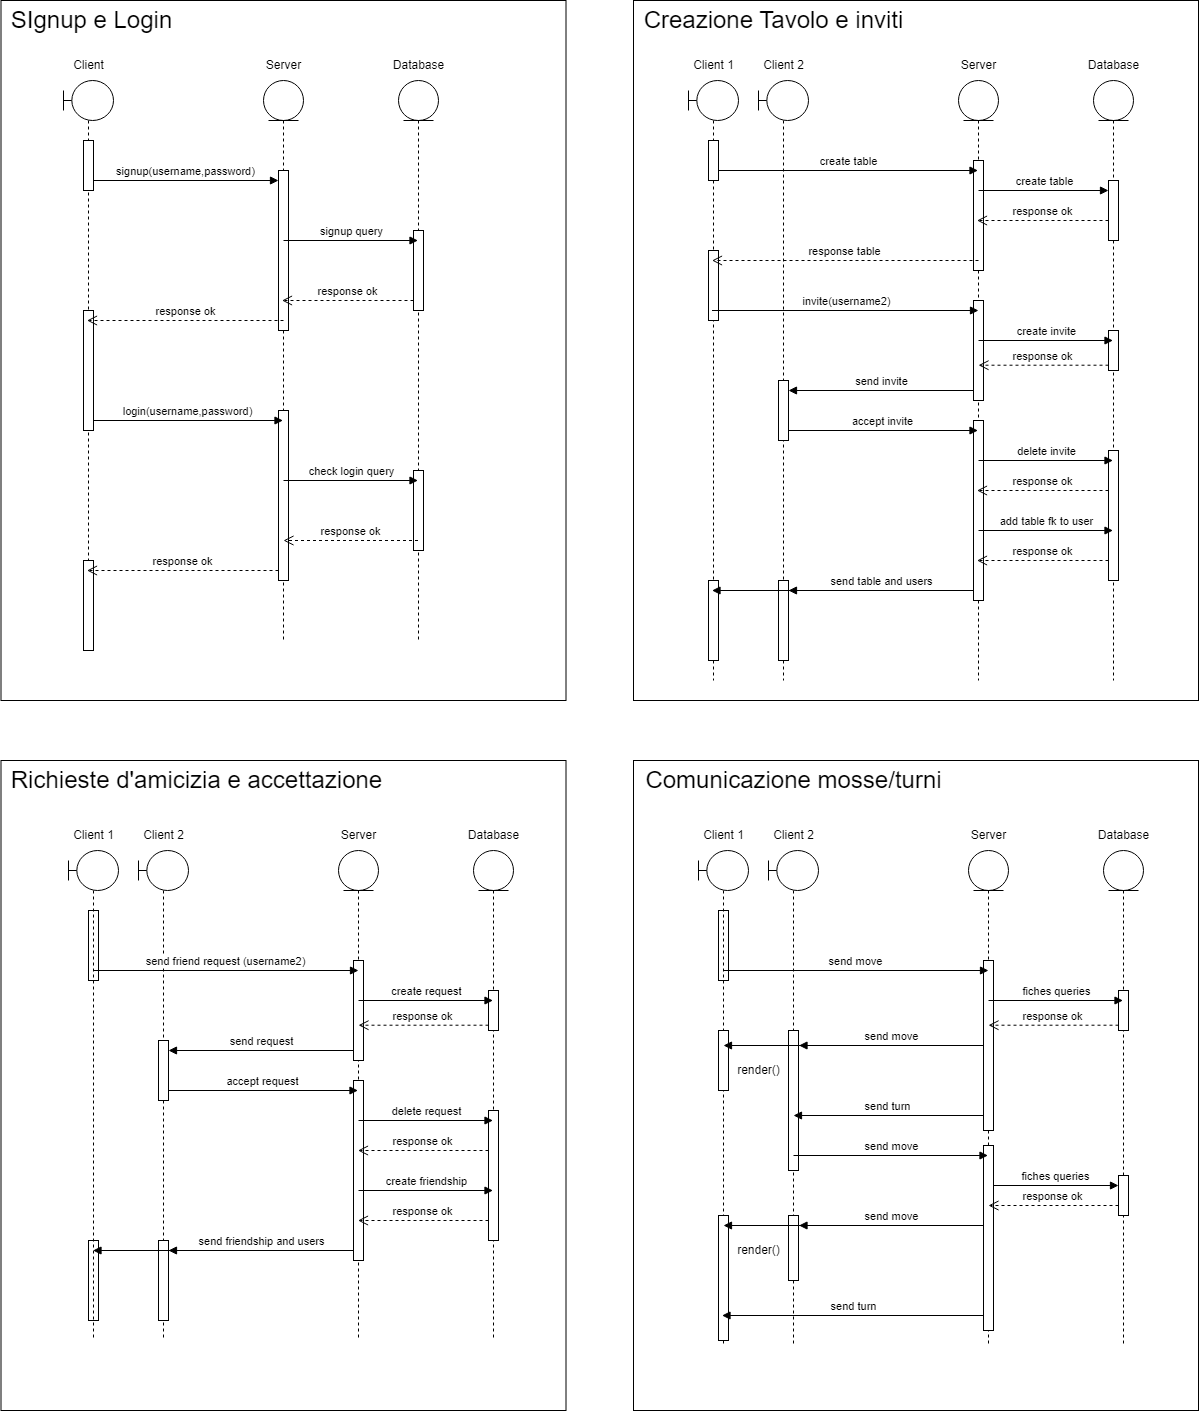 SIgnup e Login
Client
Server
Database
signup(username,password)
signup query
response ok
response ok
login(username,password)
check login query
response ok
response ok
Creazione Tavolo e inviti
Client 1
Client 2
Server
Database
create table
create table
response ok
response table
invite(username2)
create invite
response ok
send invite
accept invite
delete invite
response ok
add table fk to user
response ok
send table and users
Richieste d'amicizia e accettazione
Client 1
Client 2
Server
Database
send friend request (username2)
create request
response ok
send request
accept request
delete request
response ok
create friendship
response ok
send friendship and users
Comunicazione mosse/turni
Client 1
Client 2
Server
Database
send move
fiches queries
response ok
send move
render()
send turn
send move
fiches queries
response ok
send move
render()
send turn